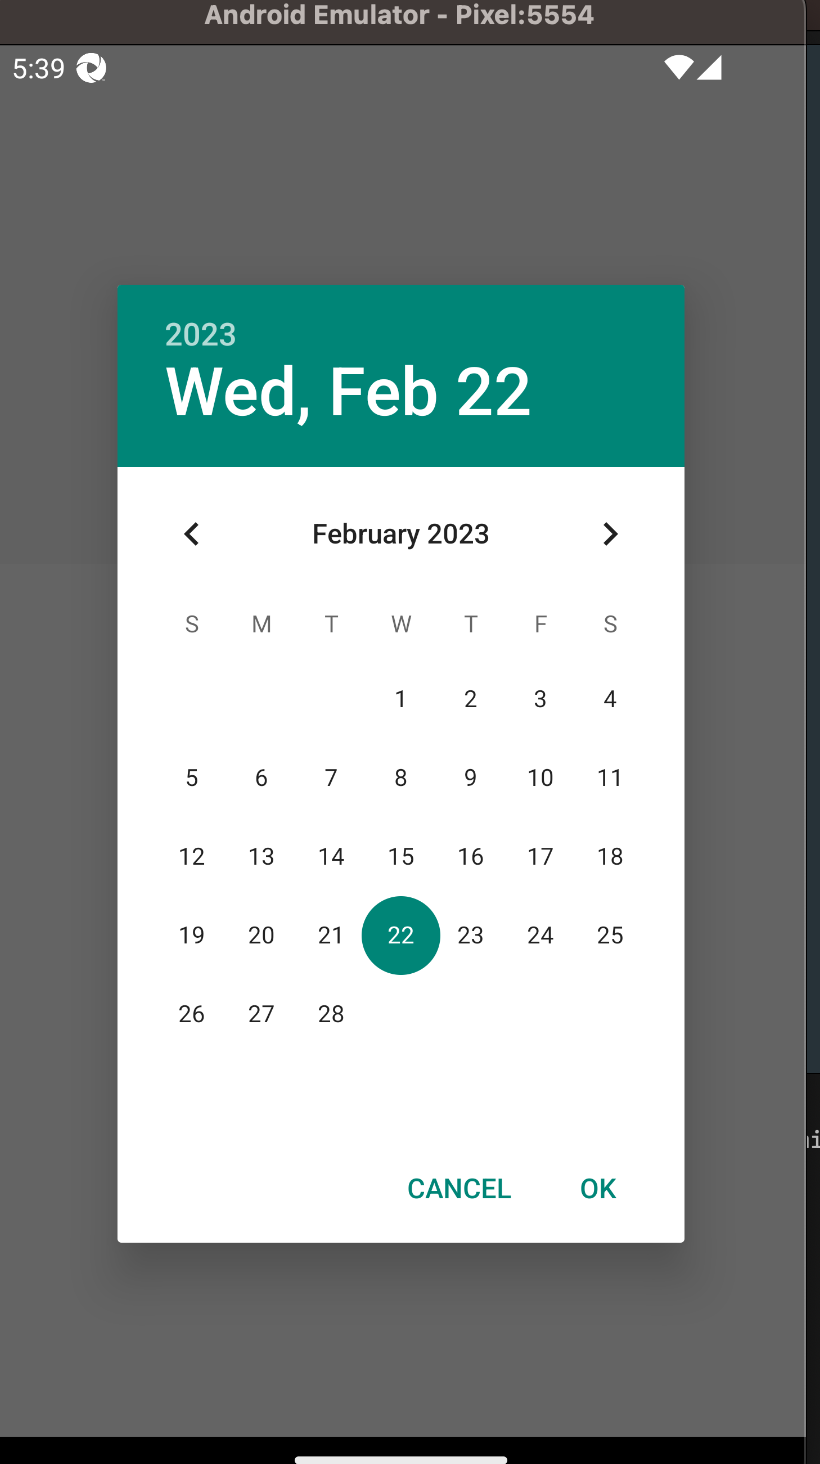 Android Emulator - Pixel:5554
5:39
2023
Wed, Feb 22
February 2023
S M T W T F S
1 2 3 4
5 6 7 8 9 10 11
12 13 14 15 16 17 18
19 20 21 22 23 24 25
26 27 28
CANCEL OK